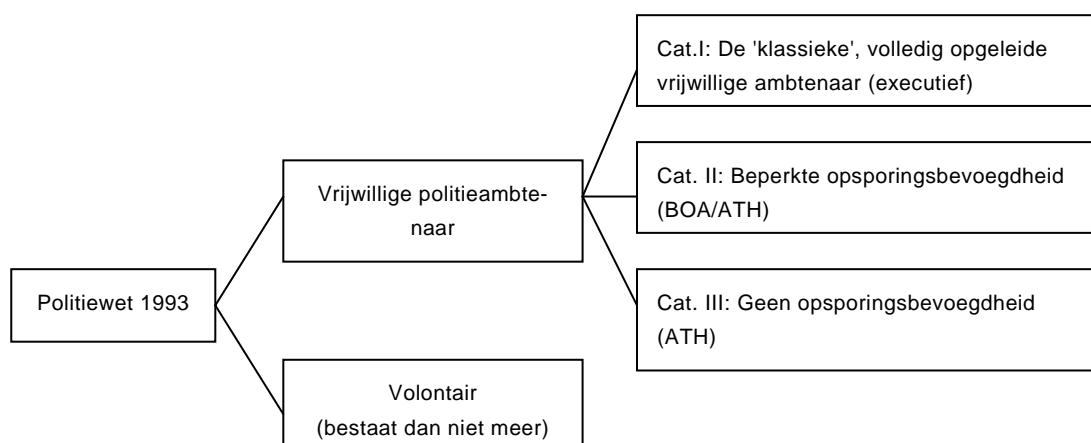 Politiewet 1993
Vrijwillige politieambte-
naar
Volontair
(bestaat dan niet meer)
Cat.I: De 'klassieke', volledig opgeleide
vrijwillige ambtenaar (executief)
Cat. II: Beperkte opsporingsbevoegdheid
(BOA/ATH)
Cat. III: Geen opsporingsbevoegdheid
(ATH)